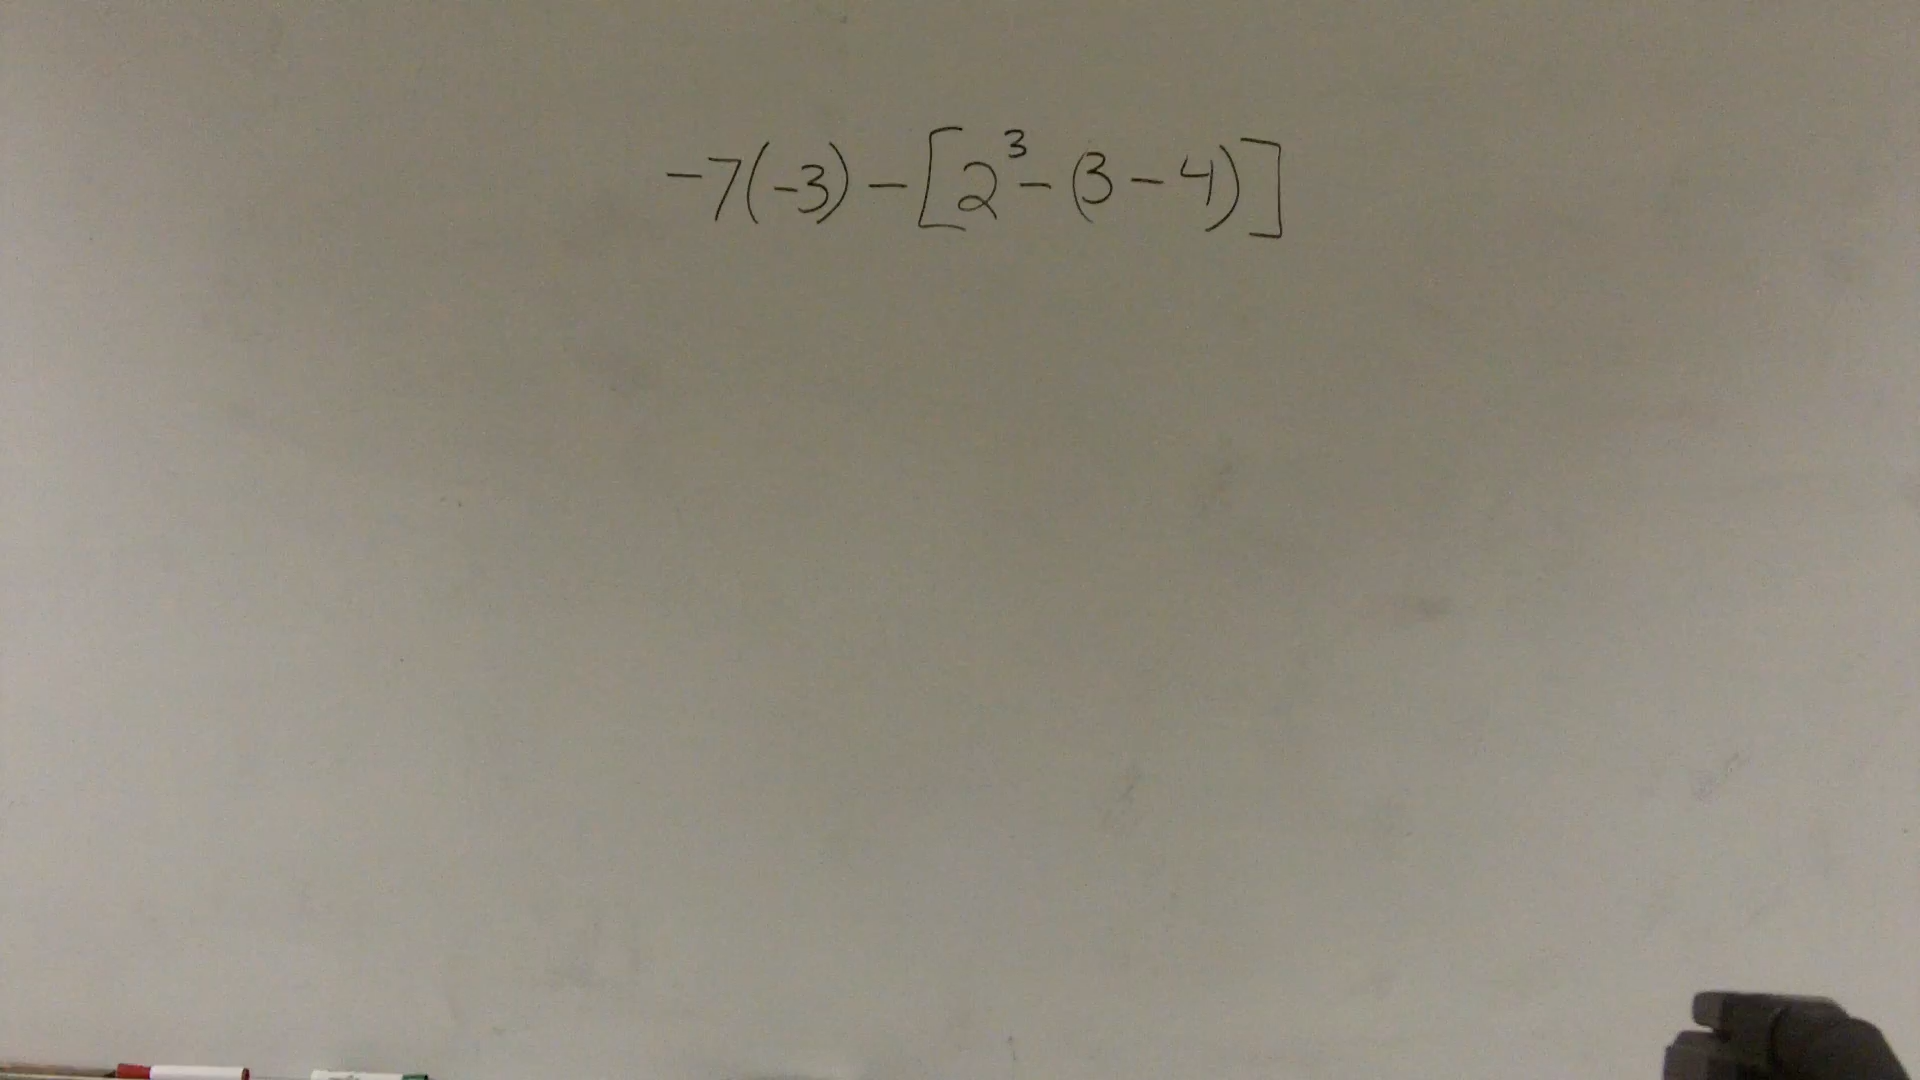 -7(-3) - [2³ - (3 - 4)]